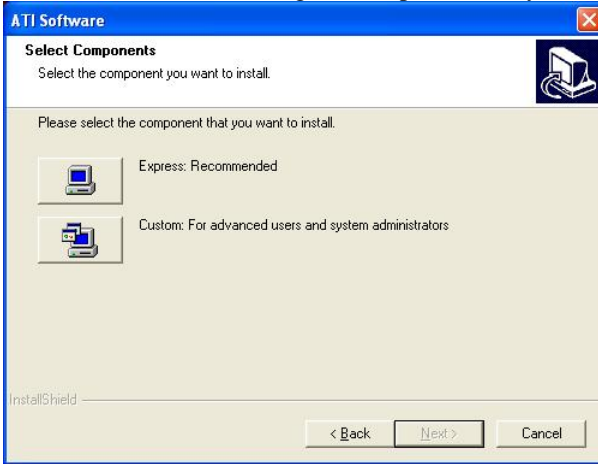 ATI Software
Select Components
Select the component you want to install.
Please select the component that you want to install.
Express: Recommended
Custom: For advanced users and system administrators
InstallShield
< Back Next > Cancel